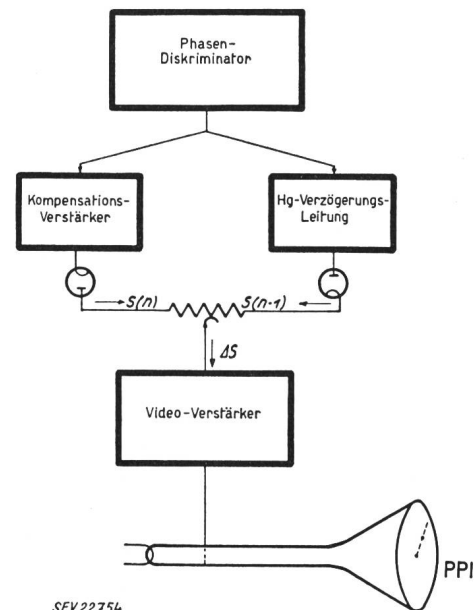 Phasen-
Diskriminator
Kompensations-
Verstärker
Hg-Verzögerungs-
Leitung
S(n)
S(n-1)
ΔS
Video-Verstärker
PPI
SEV22754